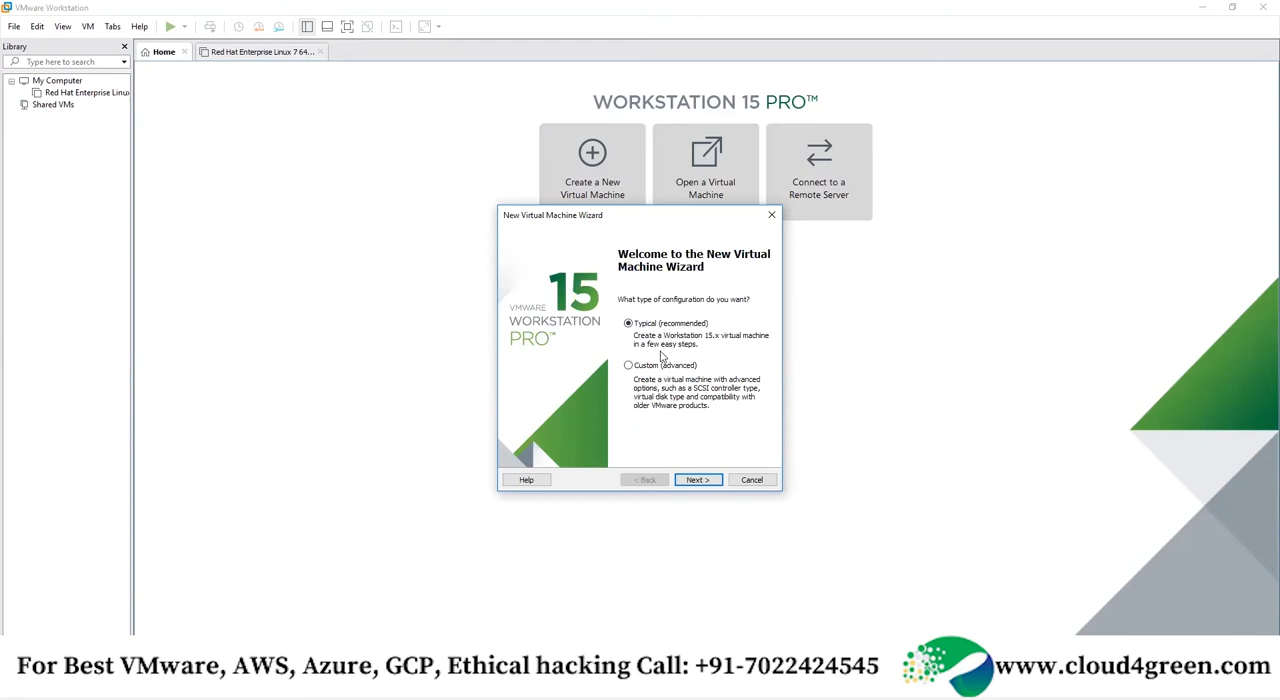 VMware Workstation
File Edit View VM Tabs Help
Library
Type here to search
My Computer
Red Hat Enterprise Linu
Shared VMs
Home
Red Hat Enterprise Linux 7 64...
WORKSTATION 15 PRO™
Create a New
Virtual Machine
Open a Virtual
Machine
Connect to a
Remote Server
New Virtual Machine Wizard
15
VMWARE
WORKSTATION
PRO™
Welcome to the New Virtual
Machine Wizard
What type of configuration do you want?
Typical (recommended)
Create a Workstation 15.x virtual machine
in a few easy steps.
Custom (advanced)
Create a virtual machine with advanced
options, such as a SCSI controller type,
virtual disk type and compatibility with
older VMware products.
Help
< Back
Next >
Cancel
For Best VMware, AWS, Azure, GCP, Ethical hacking Call: +91-7022424545
www.cloud4green.com